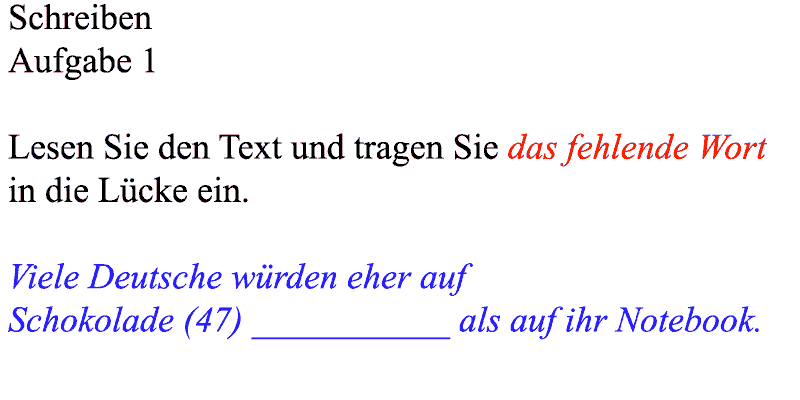 Schreiben
Aufgabe 1
Lesen Sie den Text und tragen Sie das fehlende Wort
in die Lücke ein.
Viele Deutsche würden eher auf
Schokolade (47) ___________ als auf ihr Notebook.